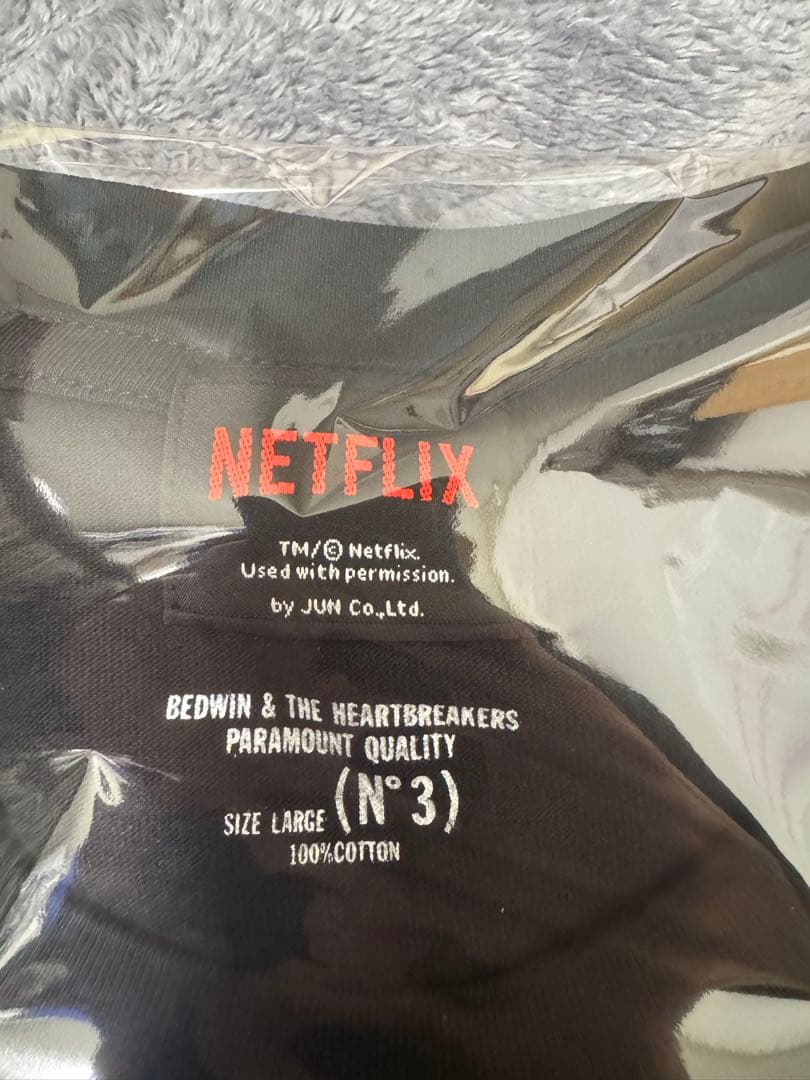 NETFLIX
TM/© Netflix.
Used with permission.
by JUN Co.,Ltd.
BEDWIN & THE HEARTBREAKERS
PARAMOUNT QUALITY
SIZE LARGE (N° 3)
100%COTTON